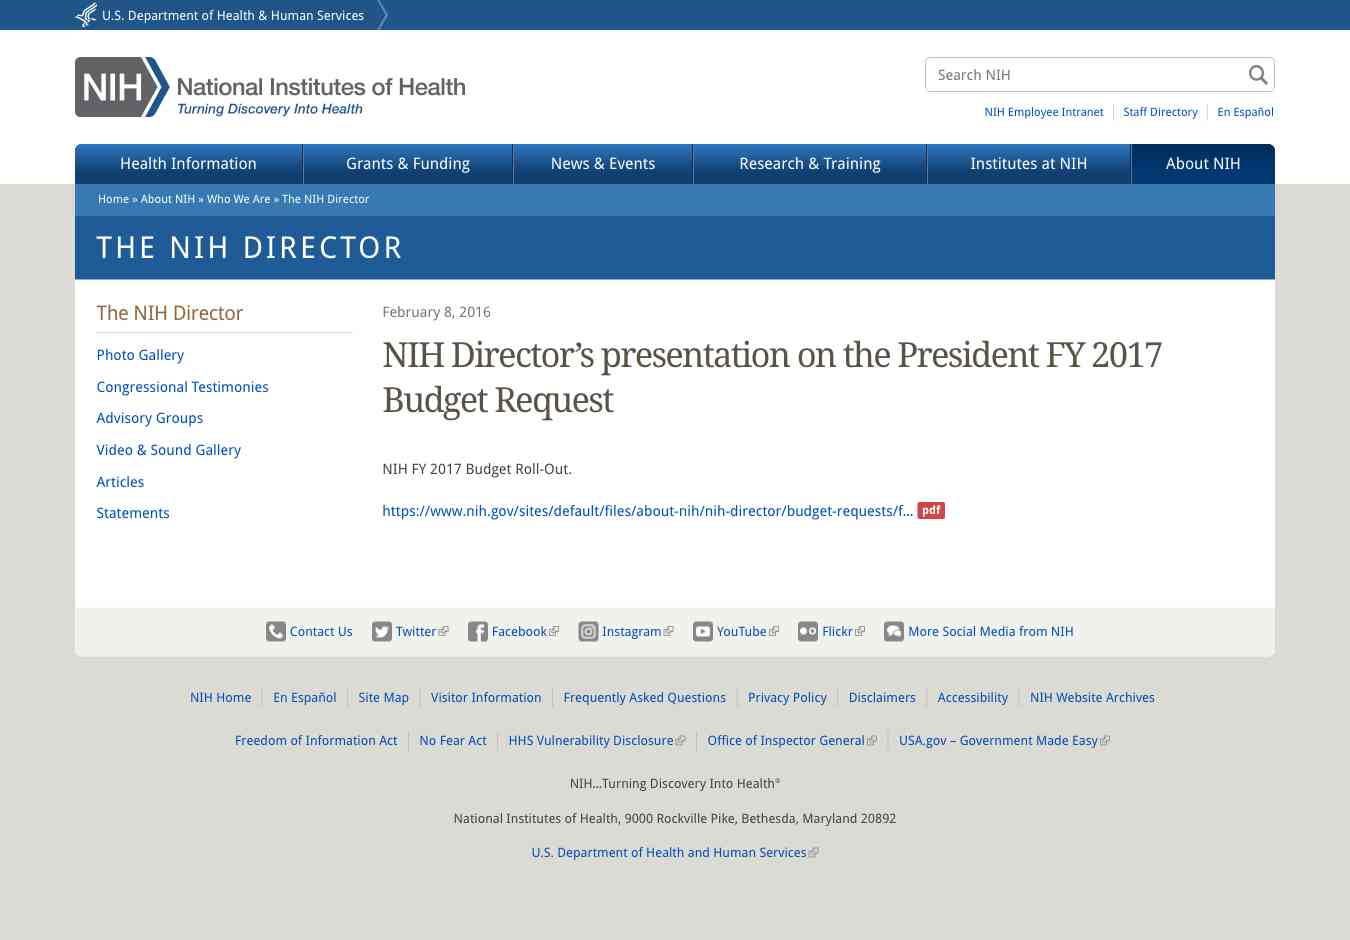 U.S. Department of Health & Human Services
NIH National Institutes of Health
Turning Discovery Into Health
Search NIH
NIH Employee Intranet Staff Directory En Español
Health Information Grants & Funding News & Events Research & Training Institutes at NIH About NIH
Home » About NIH » Who We Are » The NIH Director
THE NIH DIRECTOR
The NIH Director
Photo Gallery
Congressional Testimonies
Advisory Groups
Video & Sound Gallery
Articles
Statements
February 8, 2016
NIH Director’s presentation on the President FY 2017
Budget Request
NIH FY 2017 Budget Roll-Out.
https://www.nih.gov/sites/default/files/about-nih/nih-director/budget-requests/f... pdf
Contact Us Twitter Facebook Instagram YouTube Flickr More Social Media from NIH
NIH Home En Español Site Map Visitor Information Frequently Asked Questions Privacy Policy Disclaimers Accessibility NIH Website Archives
Freedom of Information Act No Fear Act HHS Vulnerability Disclosure Office of Inspector General USA.gov – Government Made Easy
NIH…Turning Discovery Into Health®
National Institutes of Health, 9000 Rockville Pike, Bethesda, Maryland 20892
U.S. Department of Health and Human Services